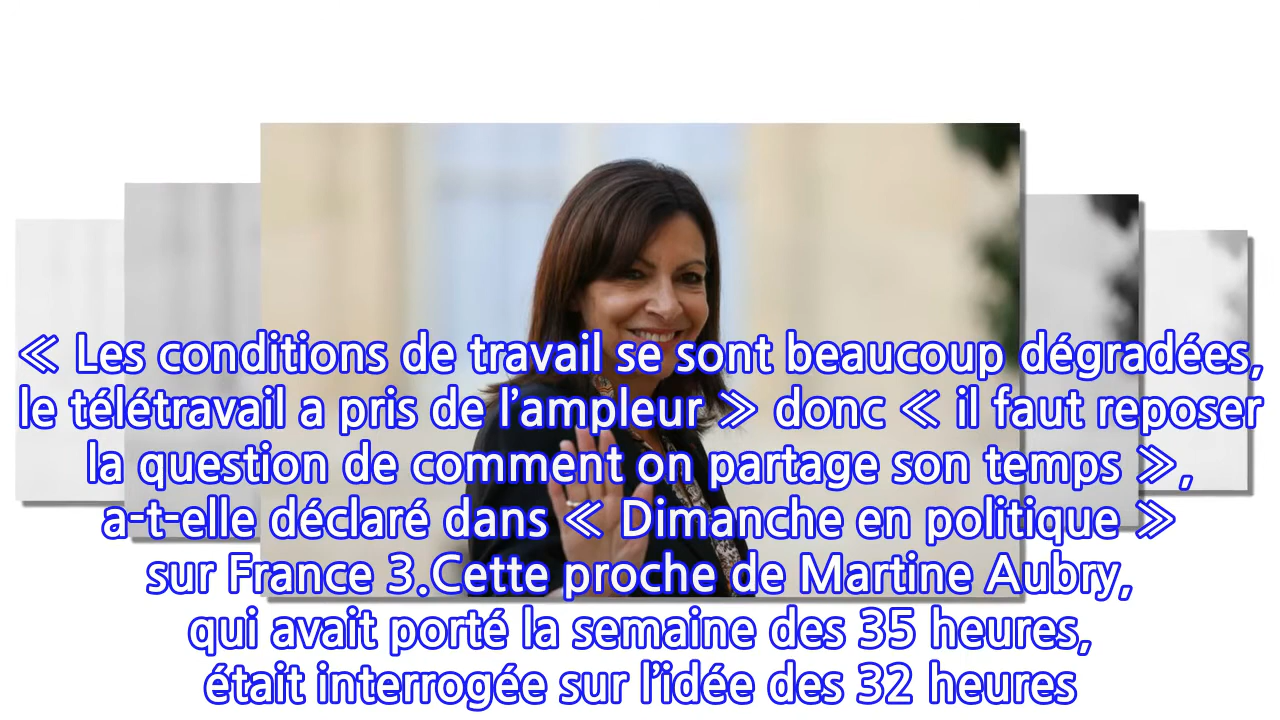 ≪ Les conditions de travail se sont beaucoup dégradées,
le télétravail a pris de l’ampleur ≫ donc ≪ il faut reposer
la question de comment on partage son temps ≫,
a-t-elle déclaré dans ≪ Dimanche en politique ≫
sur France 3.Cette proche de Martine Aubry,
qui avait porté la semaine des 35 heures,
était interrogée sur l’idée des 32 heures